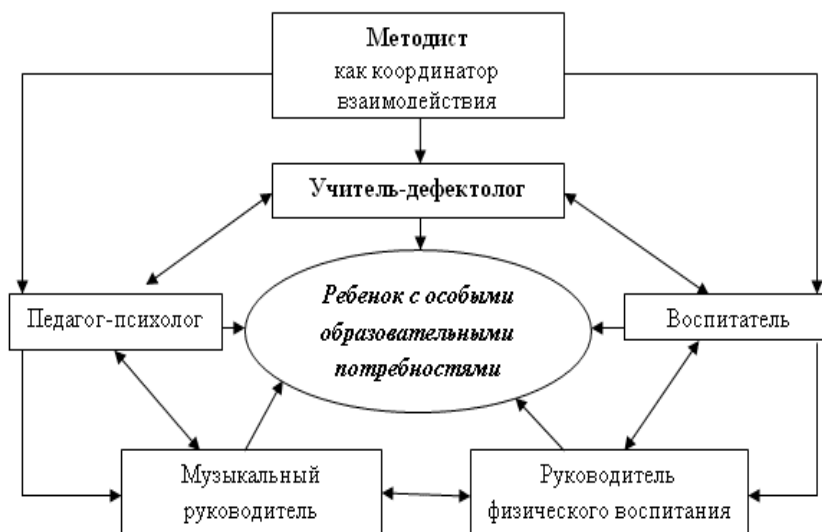 Методист
как координатор
взаимодействия
Учитель-дефектолог
Ребенок с особыми
образовательными
потребностями
Педагог-психолог
Воспитатель
Музыкальный
руководитель
Руководитель
физического воспитания